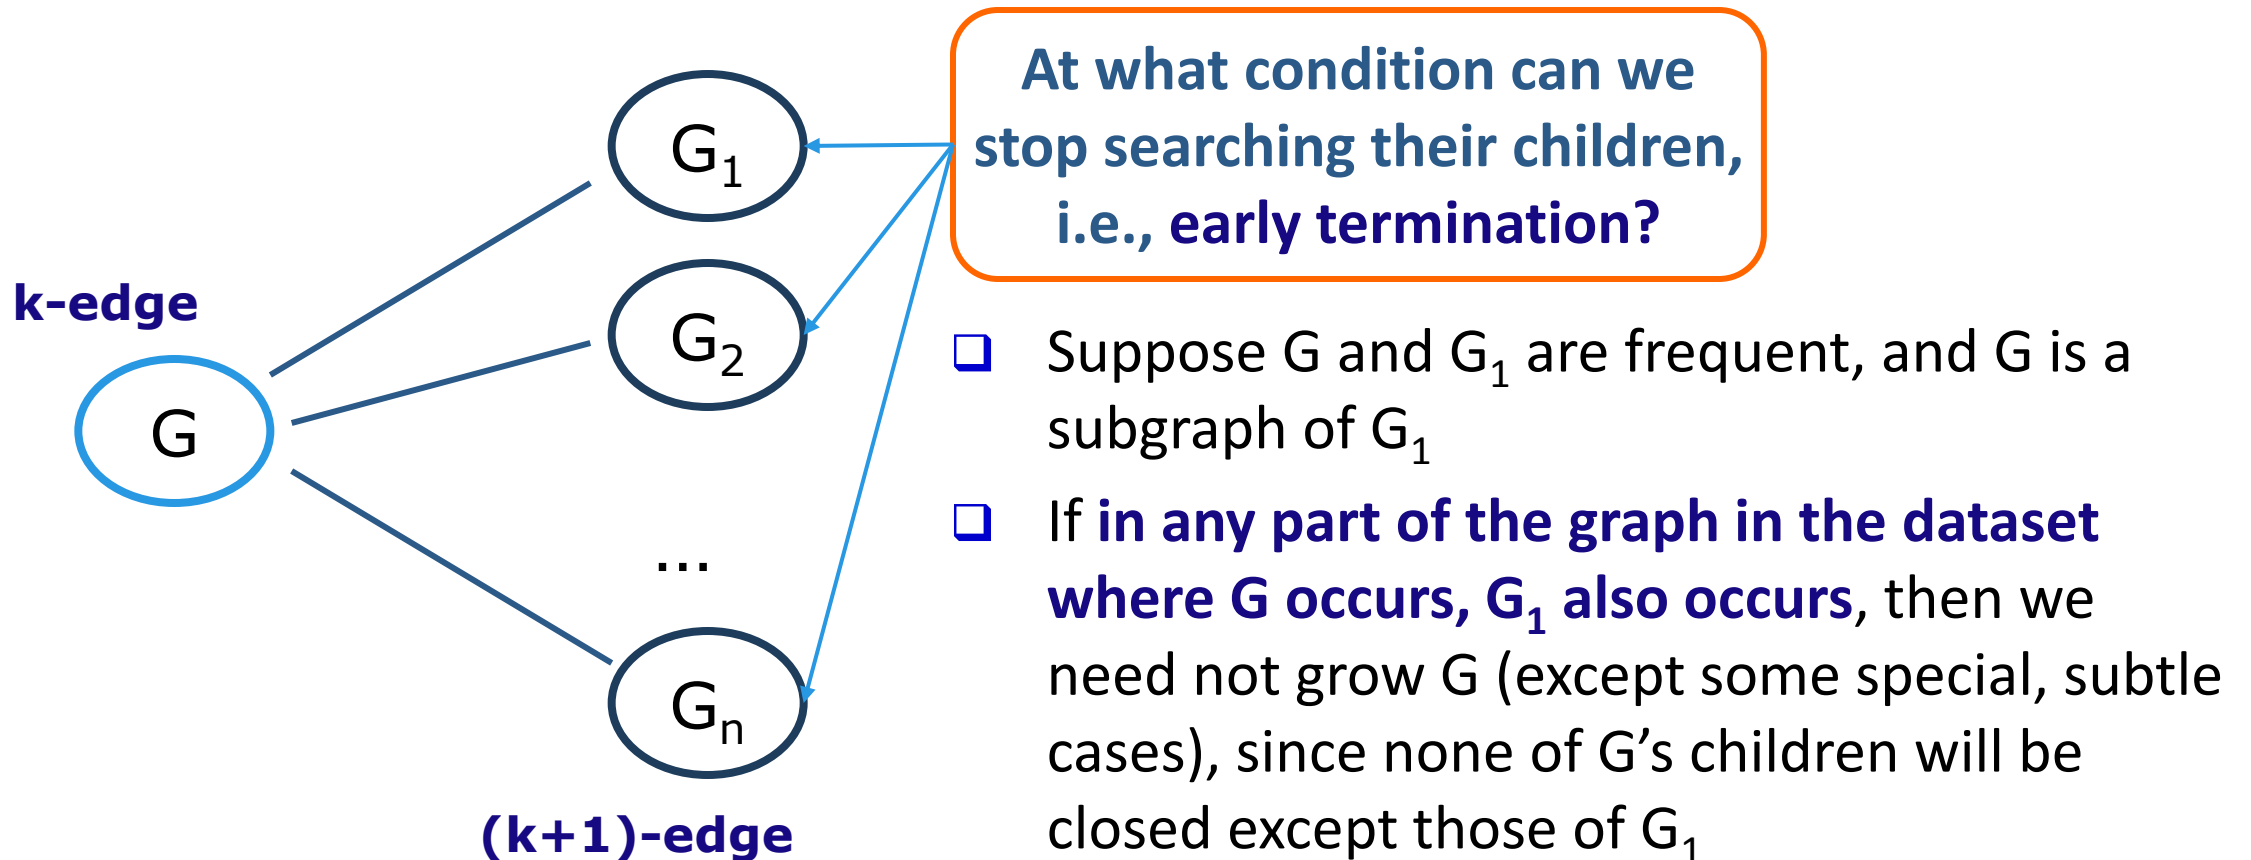 At what condition can we
stop searching their children,
i.e., early termination?
k-edge
G
G₁
G₂
...
Gₙ
(k+1)-edge
❑ Suppose G and G₁ are frequent, and G is a
subgraph of G₁
❑ If in any part of the graph in the dataset
where G occurs, G₁ also occurs, then we
need not grow G (except some special, subtle
cases), since none of G’s children will be
closed except those of G₁